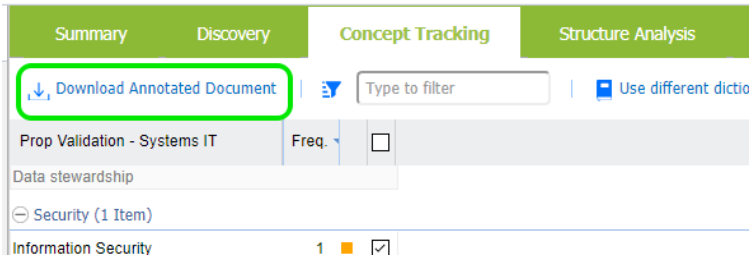 Summary Discovery Concept Tracking Structure Analysis
Download Annotated Document Type to filter Use different dictio
Prop Validation - Systems IT Freq.
Data stewardship
Security (1 Item)
Information Security 1